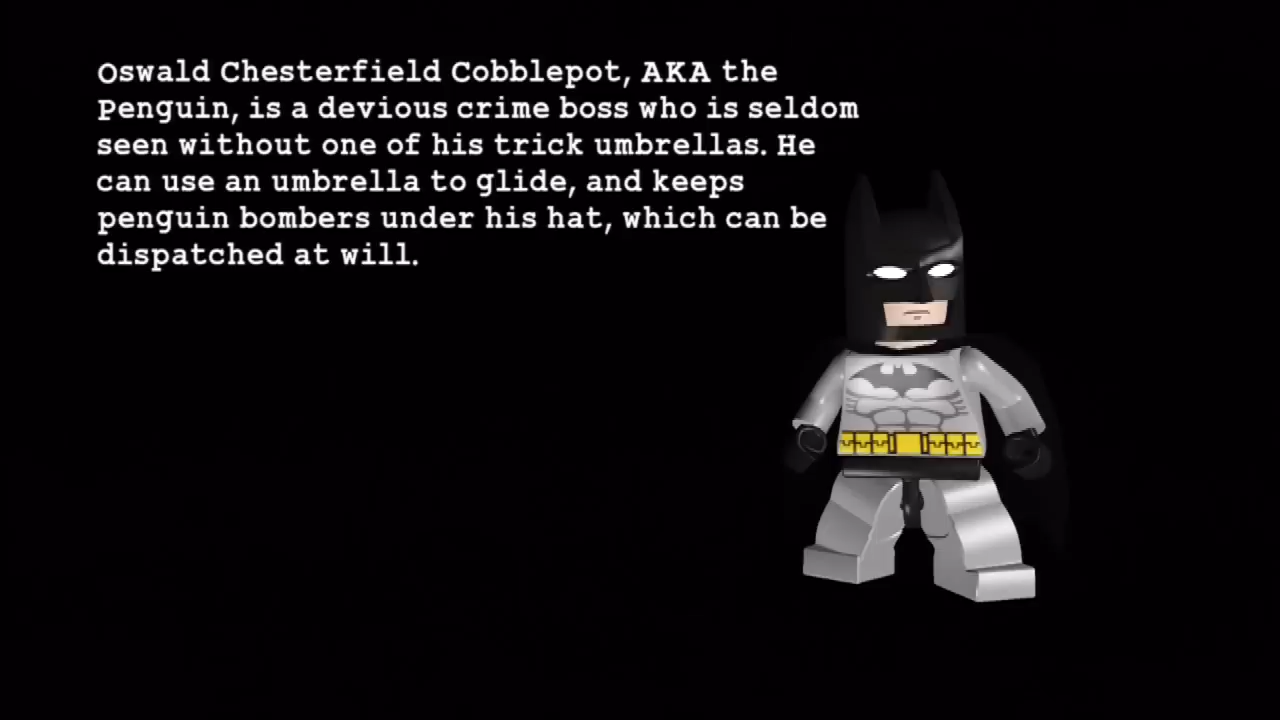 Oswald Chesterfield Cobblepot, AKA the
Penguin, is a devious crime boss who is seldom
seen without one of his trick umbrellas. He
can use an umbrella to glide, and keeps
penguin bombers under his hat, which can be
dispatched at will.